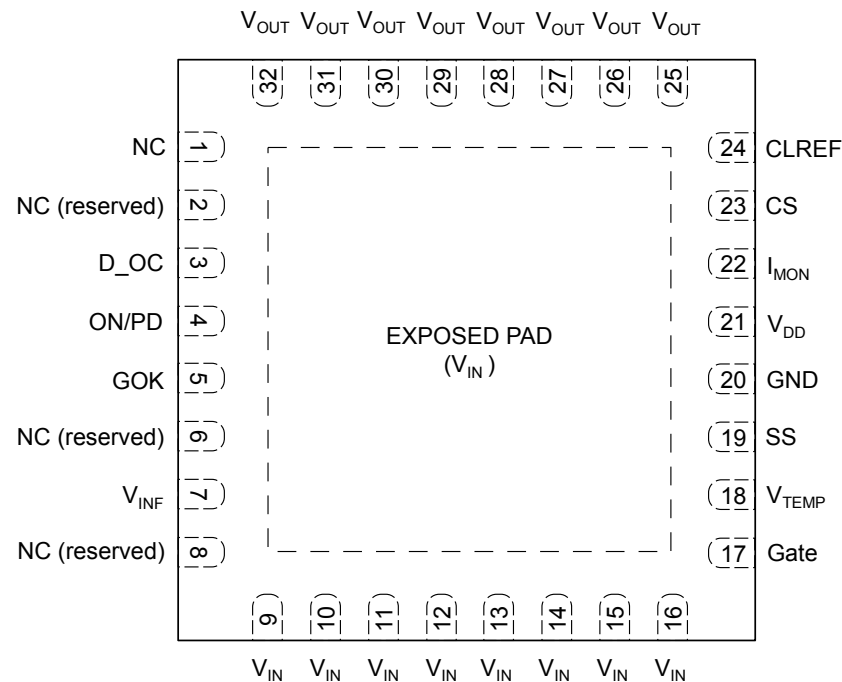 VOUT VOUT VOUT VOUT VOUT VOUT VOUT VOUT
32 31 30 29 28 27 26 25
NC 1
NC (reserved) 2
D_OC 3
ON/PD 4
GOK 5
NC (reserved) 6
VINF 7
NC (reserved) 8
EXPOSED PAD
(VIN)
24 CLREF
23 CS
22 IMON
21 VDD
20 GND
19 SS
18 VTEMP
17 Gate
9 10 11 12 13 14 15 16
VIN VIN VIN VIN VIN VIN VIN VIN